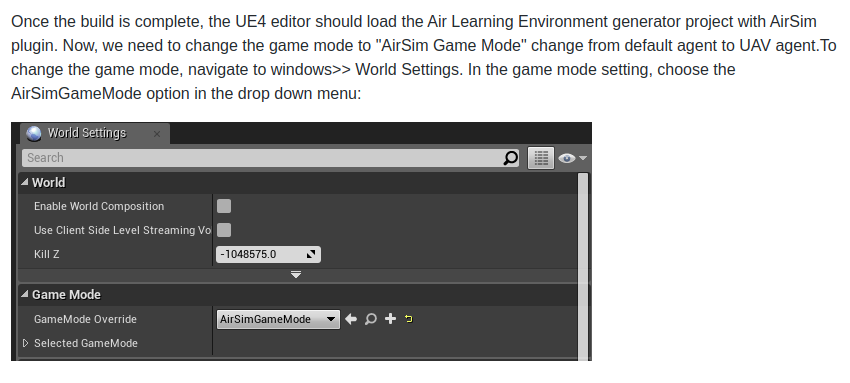 Once the build is complete, the UE4 editor should load the Air Learning Environment generator project with AirSim
plugin. Now, we need to change the game mode to "AirSim Game Mode" change from default agent to UAV agent.To
change the game mode, navigate to windows>> World Settings. In the game mode setting, choose the
AirSimGameMode option in the drop down menu:
World Settings
Search
World
Enable World Composition
Use Client Side Level Streaming Vo
Kill Z -1048575.0
Game Mode
GameMode Override AirSimGameMode
Selected GameMode